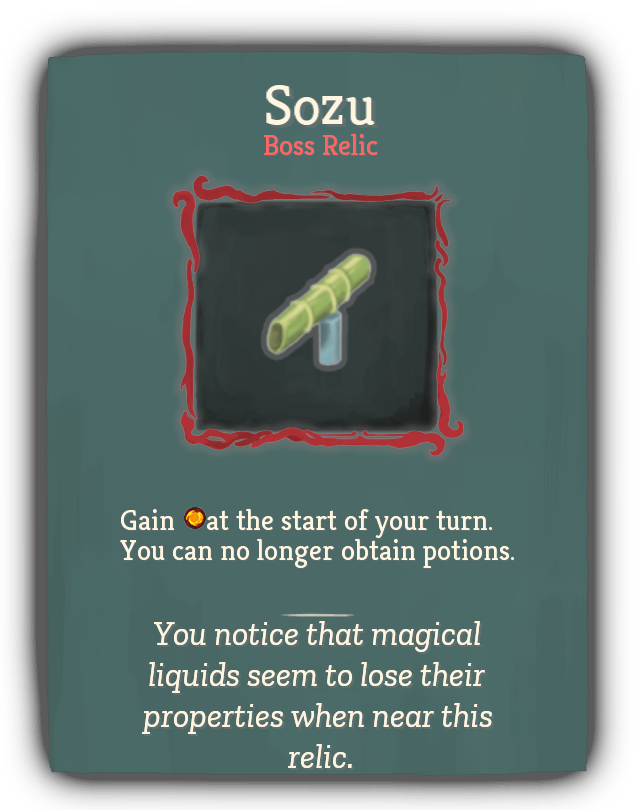 Sozu
Boss Relic
Gain at the start of your turn.
You can no longer obtain potions.
You notice that magical
liquids seem to lose their
properties when near this
relic.